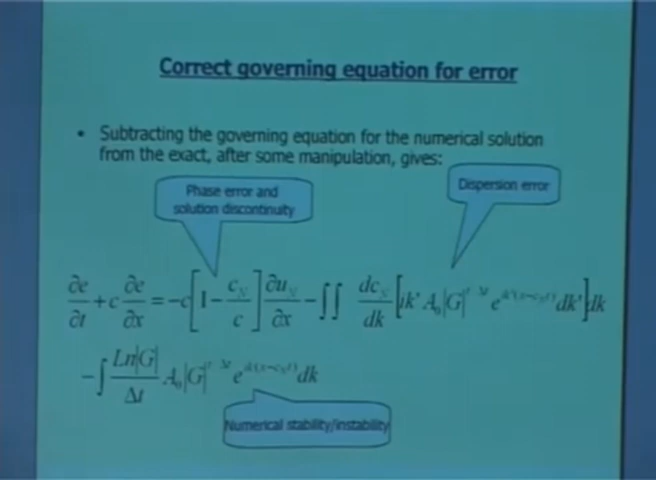 Correct governing equation for error
• Subtracting the governing equation for the numerical solution
from the exact, after some manipulation, gives:
Phase error and
solution discontinuity
Dispersion error
∂e/∂t + c ∂e/∂x = -c[1 - c_N/c] ∂u_N/∂x - ∫∫ dc_N/dk [ik' A₀|G|^(t/Δt) e^(ik'(x-c_N t)) dk'] dk
- ∫ Ln|G|/Δt A₀|G|^(t/Δt) e^(ik(x-c_N t)) dk
Numerical stability/instability